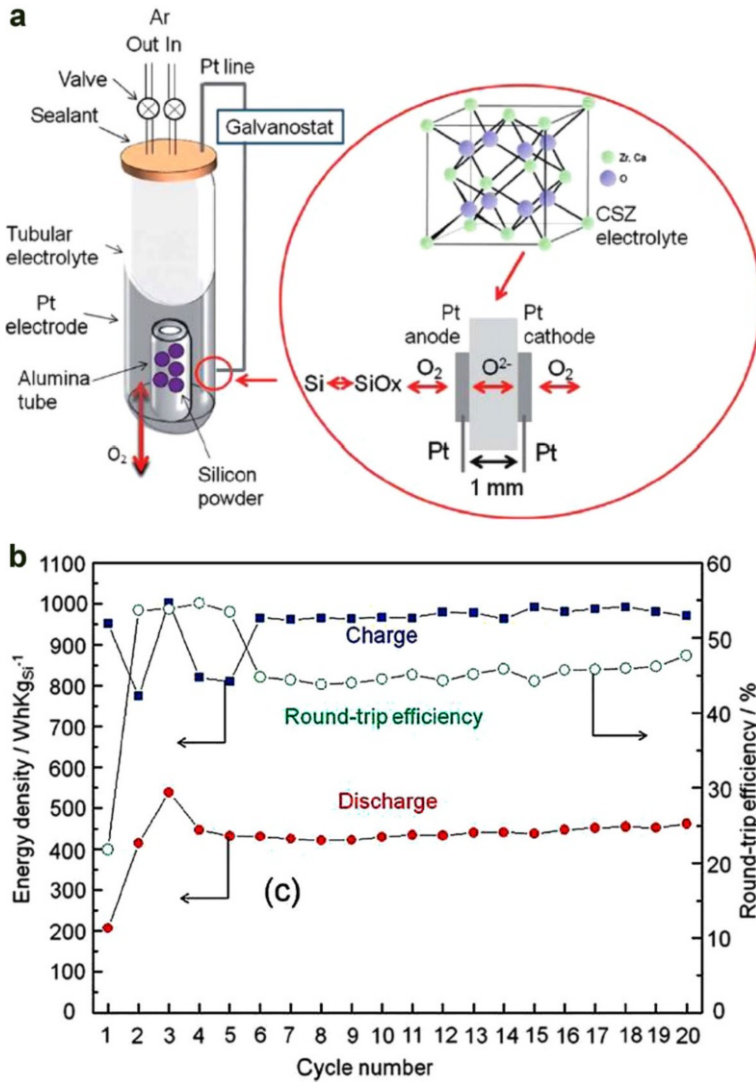 a
Ar
Out In
Valve
Sealant
Pt line
Galvanostat
Tubular
electrolyte
Pt
electrode
Alumina
tube
O2
Silicon
powder
Zr, Ca
O
CSZ
electrolyte
Pt
anode
Pt
cathode
Si
SiOx
O2
O2-
O2
Pt
Pt
1 mm
b
Energy density / WhKgSi-1
1100
1000
900
800
700
600
500
400
300
200
100
0
Charge
Round-trip efficiency
Discharge
(c)
60
50
40
30
20
10
0
Round-trip efficiency / %
1 2 3 4 5 6 7 8 9 10 11 12 13 14 15 16 17 18 19 20
Cycle number